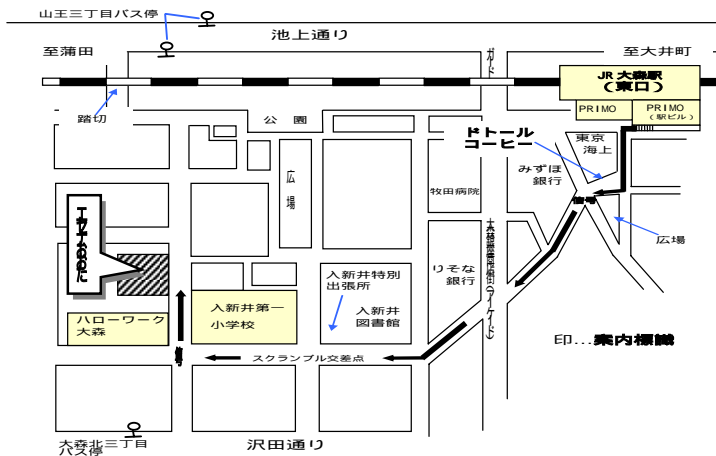 山王三丁目バス停
池上通り
至蒲田
至大井町
ガード
JR 大森駅
(東口)
PRIMO
PRIMO
(駅ビル)
踏切
公園
ドトール
コーヒー
東京
海上
みずほ
銀行
広場
牧田病院
信号
広場
りそな
銀行
入新井特別
出張所
入新井
図書館
入新井第一
小学校
ハローワーク
大森
印…案内標識
信号
スクランブル交差点
大森北三丁目
バス停
沢田通り